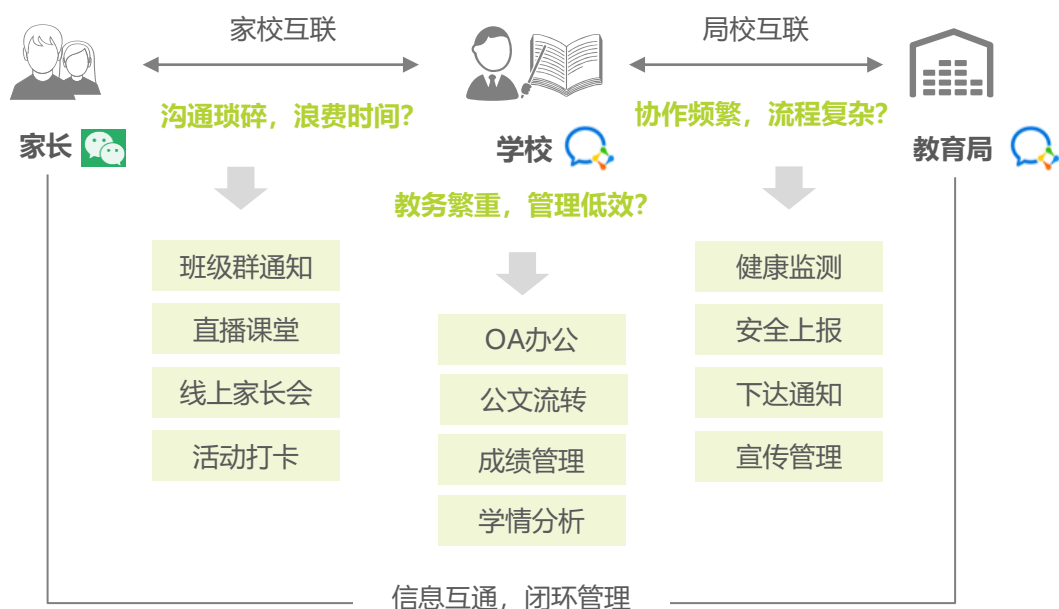 家校互联
局校互联
沟通琐碎，浪费时间?
协作频繁，流程复杂?
家长
学校
教育局
教务繁重，管理低效?
班级群通知
直播课堂
线上家长会
活动打卡
OA办公
公文流转
成绩管理
学情分析
健康监测
安全上报
下达通知
宣传管理
信息互通，闭环管理